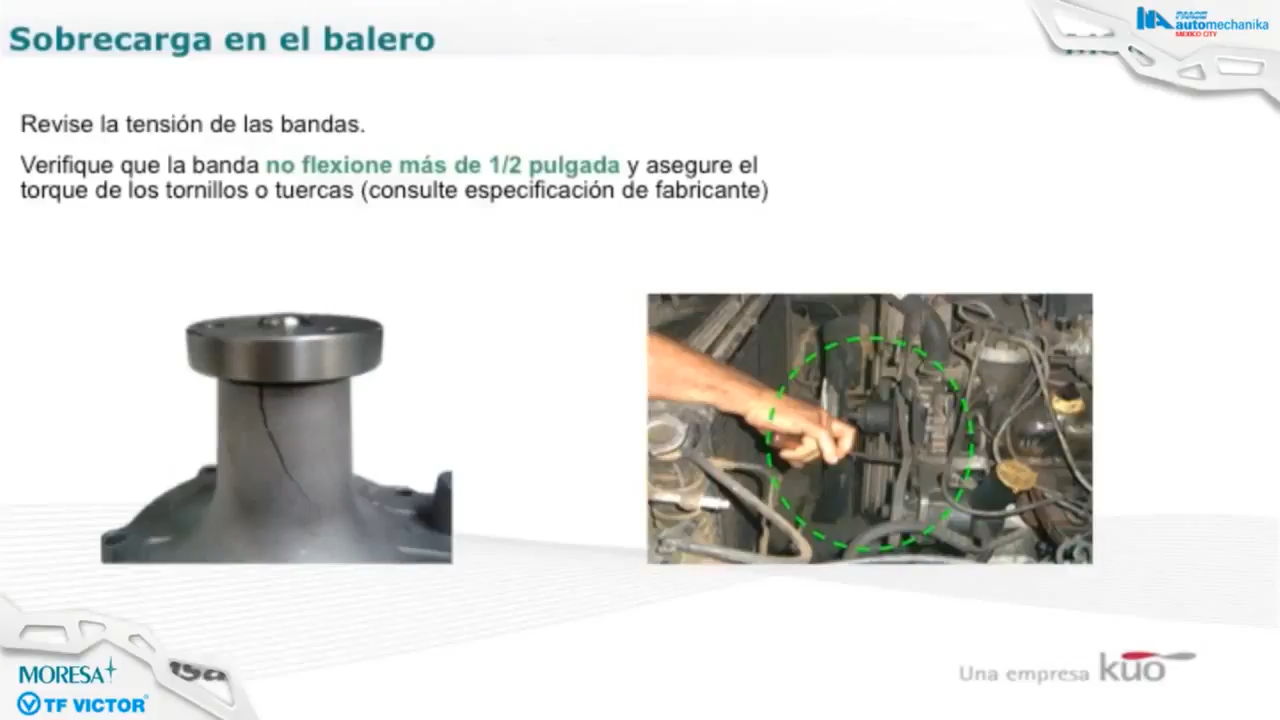 Sobrecarga en el balero
PAACE
automechanika
MEXICO CITY
Revise la tensión de las bandas.
Verifique que la banda no flexione más de 1/2 pulgada y asegure el
torque de los tornillos o tuercas (consulte especificación de fabricante)
MORESA
TF VICTOR
Una empresa kuo